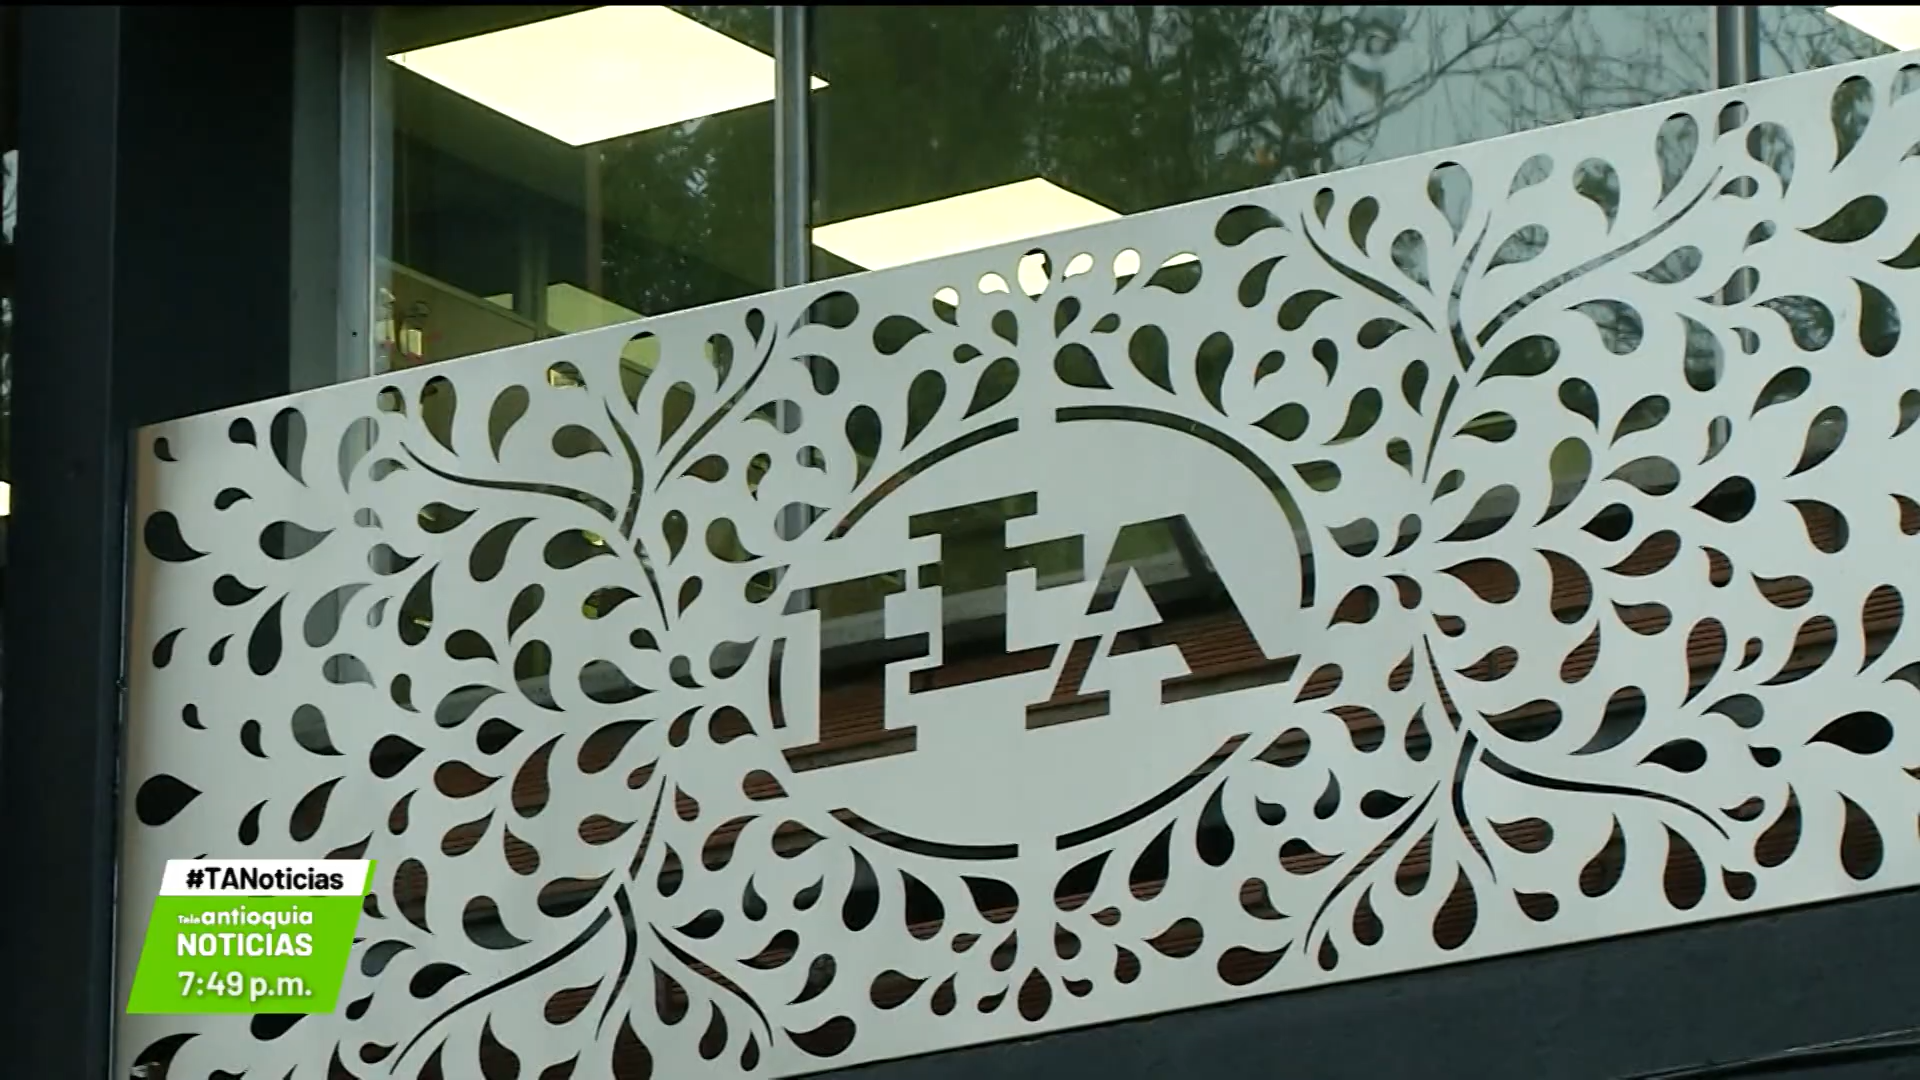 FLA
#TANoticias
Teleantioquia
NOTICIAS
7:49 p.m.